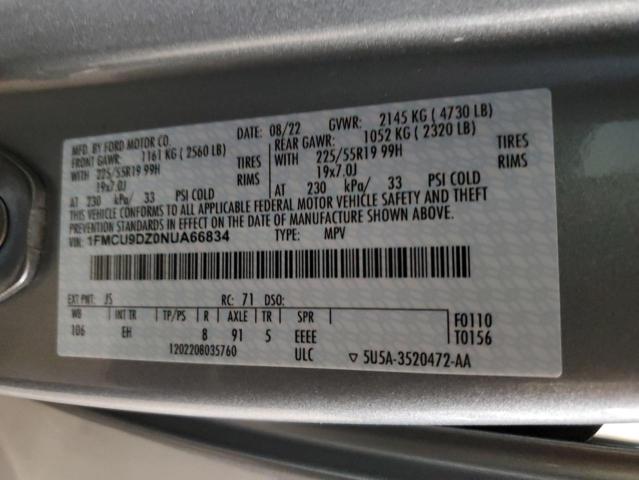 MFD. BY FORD MOTOR CO. DATE: 08/22 GVWR: 2145 KG ( 4730 LB)
FRONT GAWR: 1161 KG ( 2560 LB) REAR GAWR: 1052 KG ( 2320 LB)
WITH 225/55R19 99H TIRES WITH 225/55R19 99H TIRES
19x7.0J RIMS 19x7.0J RIMS
AT 230 kPa/ 33 PSI COLD AT 230 kPa/ 33 PSI COLD
THIS VEHICLE CONFORMS TO ALL APPLICABLE FEDERAL MOTOR VEHICLE SAFETY AND THEFT
PREVENTION STANDARDS IN EFFECT ON THE DATE OF MANUFACTURE SHOWN ABOVE.
VIN: 1FMCU9DZ0NUA66834 TYPE: MPV
EXT PNT: JS RC: 71 DSO:
WB INT TR TP/PS R AXLE TR SPR
106 EH 8 91 5 EEEE
F0110
T0156
1202208035760 ULC ▽ 5U5A-3520472-AA